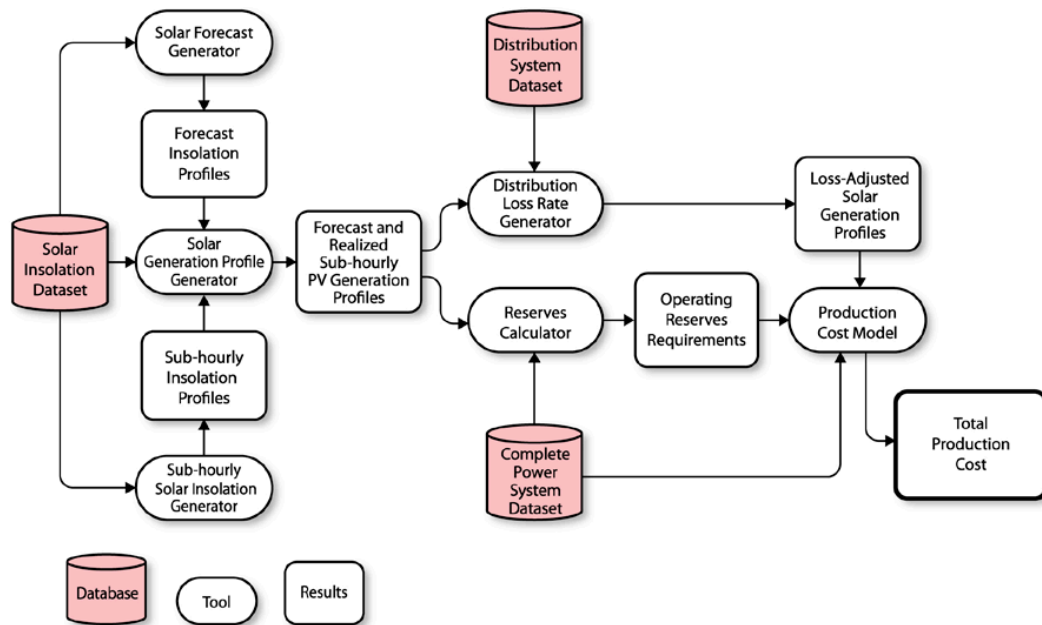 Solar Forecast
Generator
Forecast
Insolation
Profiles
Solar
Insolation
Dataset
Solar
Generation Profile
Generator
Sub-hourly
Insolation
Profiles
Sub-hourly
Solar Insolation
Generator
Forecast and
Realized
Sub-hourly
PV Generation
Profiles
Distribution
System
Dataset
Distribution
Loss Rate
Generator
Loss-Adjusted
Solar
Generation
Profiles
Reserves
Calculator
Operating
Reserves
Requirements
Production
Cost Model
Complete
Power
System
Dataset
Total
Production
Cost
Database
Tool
Results